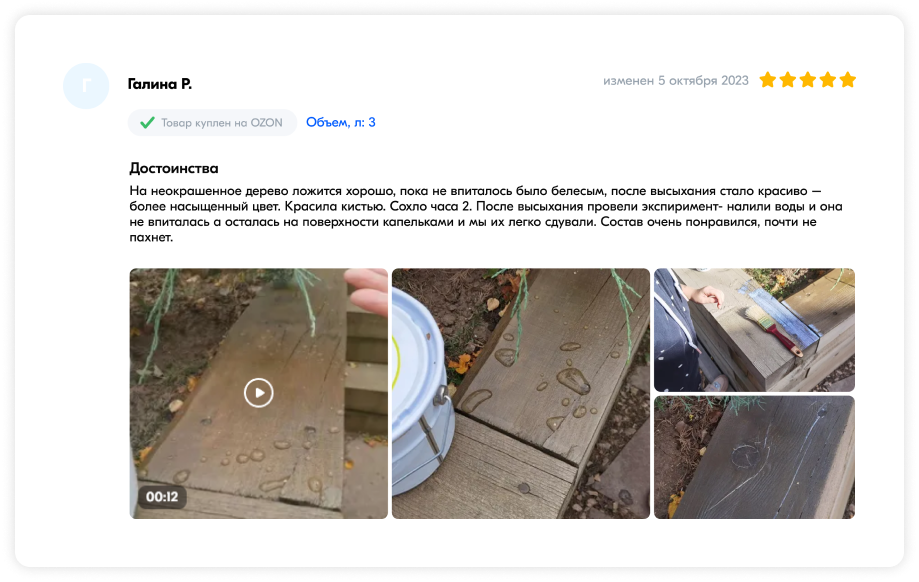 Г
Галина Р.
изменен 5 октября 2023
Товар куплен на OZON
Объем, л: 3
Достоинства
На неокрашенное дерево ложится хорошо, пока не впиталось было белесым, после высыхания стало красиво –
более насыщенный цвет. Красила кистью. Сохло часа 2. После высыхания провели экспиримент- налили воды и она
не впиталась а осталась на поверхности капельками и мы их легко сдували. Состав очень понравился, почти не
пахнет.
00:12